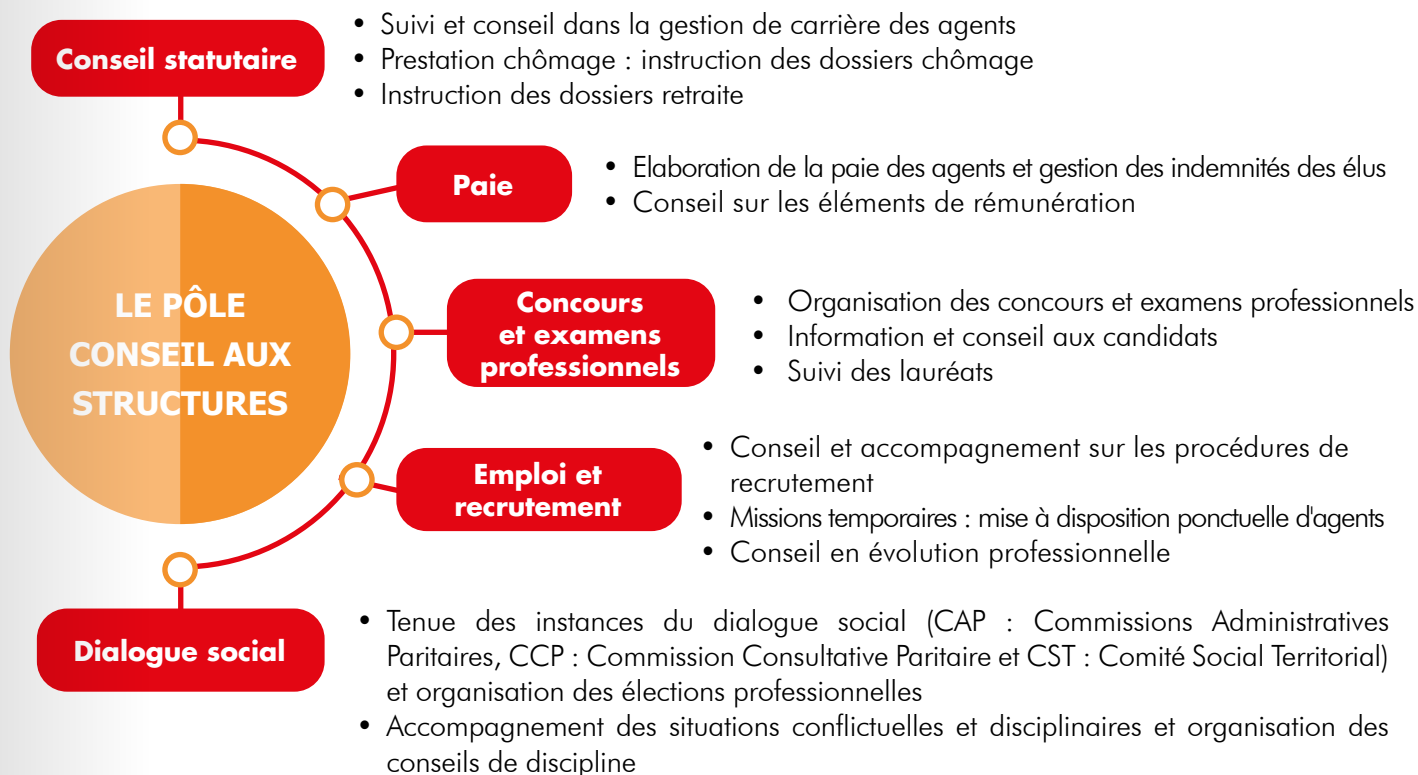 LE PÔLE
CONSEIL AUX
STRUCTURES
Conseil statutaire
• Suivi et conseil dans la gestion de carrière des agents
• Prestation chômage : instruction des dossiers chômage
• Instruction des dossiers retraite
Paie
• Elaboration de la paie des agents et gestion des indemnités des élus
• Conseil sur les éléments de rémunération
Concours
et examens
professionnels
• Organisation des concours et examens professionnels
• Information et conseil aux candidats
• Suivi des lauréats
Emploi et
recrutement
• Conseil et accompagnement sur les procédures de
recrutement
• Missions temporaires : mise à disposition ponctuelle d'agents
• Conseil en évolution professionnelle
Dialogue social
• Tenue des instances du dialogue social (CAP : Commissions Administratives
Paritaires, CCP : Commission Consultative Paritaire et CST : Comité Social Territorial)
et organisation des élections professionnelles
• Accompagnement des situations conflictuelles et disciplinaires et organisation des
conseils de discipline